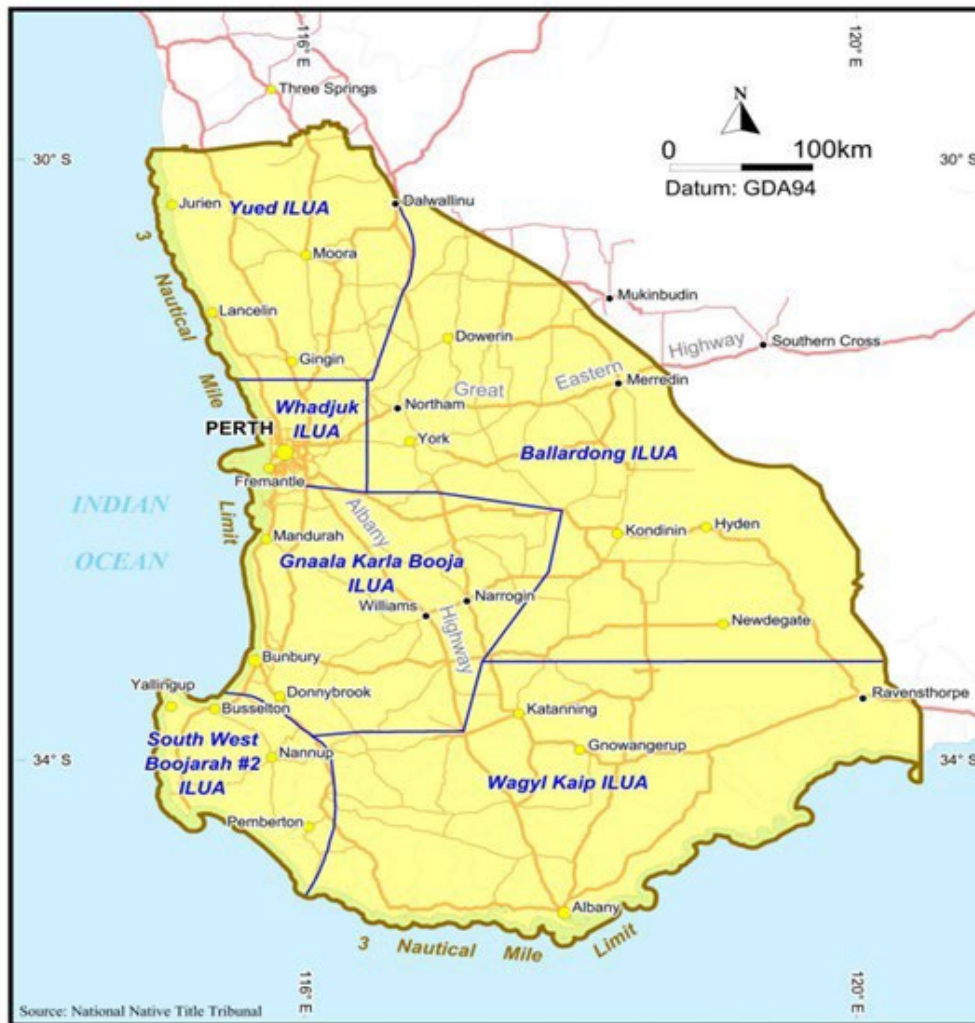 116° E
120° E
Three Springs
N
0 100km
Datum: GDA94
30° S
30° S
Jurien
Yued ILUA
Dalwallinu
Moora
3 Nautical Mile Limit
Mukinbudin
Lancelin
Dowerin
Highway
Southern Cross
Gingin
Great Eastern
Merredin
Whadjuk
ILUA
Northam
PERTH
York
Ballardong ILUA
Fremantle
INDIAN
OCEAN
Albany
Highway
Mandurah
Kondinin
Hyden
Gnaala Karla Booja
ILUA
Williams
Narrogin
Newdegate
Bunbury
Yallingup
Donnybrook
Busselton
Katanning
Ravensthorpe
South West
Boojarah #2
ILUA
Nannup
Gnowangerup
34° S
34° S
Wagyl Kaip ILUA
Pemberton
Albany
3 Nautical Mile Limit
116° E
120° E
Source: National Native Title Tribunal